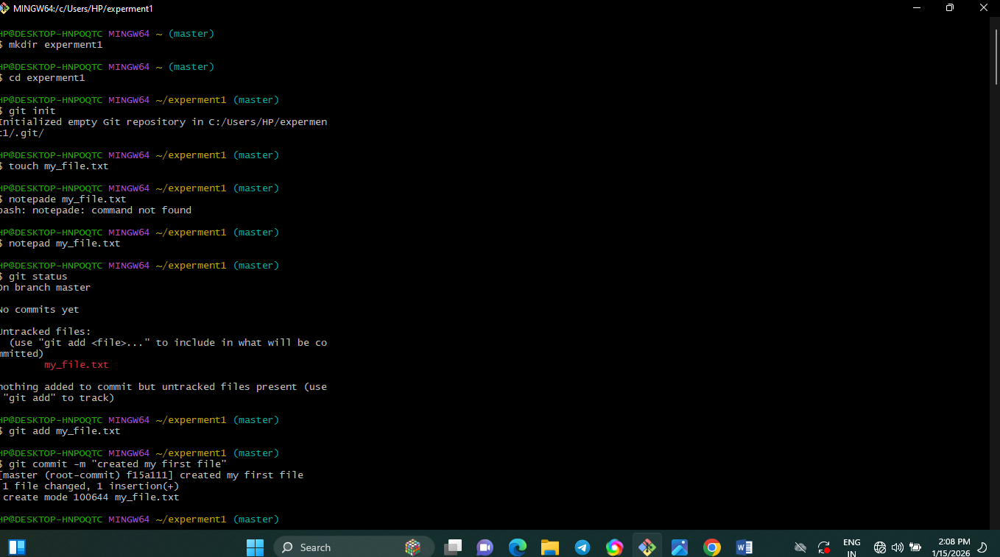 MINGW64:/c/Users/HP/experment1
HP@DESKTOP-HNPOQTC MINGW64 ~ (master)
$ mkdir experment1
HP@DESKTOP-HNPOQTC MINGW64 ~ (master)
$ cd experment1
HP@DESKTOP-HNPOQTC MINGW64 ~/experment1 (master)
$ git init
Initialized empty Git repository in C:/Users/HP/expermen
t1/.git/
HP@DESKTOP-HNPOQTC MINGW64 ~/experment1 (master)
$ touch my_file.txt
HP@DESKTOP-HNPOQTC MINGW64 ~/experment1 (master)
$ notepade my_file.txt
bash: notepade: command not found
HP@DESKTOP-HNPOQTC MINGW64 ~/experment1 (master)
$ notepad my_file.txt
HP@DESKTOP-HNPOQTC MINGW64 ~/experment1 (master)
$ git status
On branch master
No commits yet
Untracked files:
(use "git add <file>..." to include in what will be co
mmitted)
my_file.txt
nothing added to commit but untracked files present (use
"git add" to track)
HP@DESKTOP-HNPOQTC MINGW64 ~/experment1 (master)
$ git add my_file.txt
HP@DESKTOP-HNPOQTC MINGW64 ~/experment1 (master)
$ git commit -m "created my first file"
[master (root-commit) f15a111] created my first file
1 file changed, 1 insertion(+)
create mode 100644 my_file.txt
HP@DESKTOP-HNPOQTC MINGW64 ~/experment1 (master)
Search
ENG
IN
2:08 PM
1/15/2026